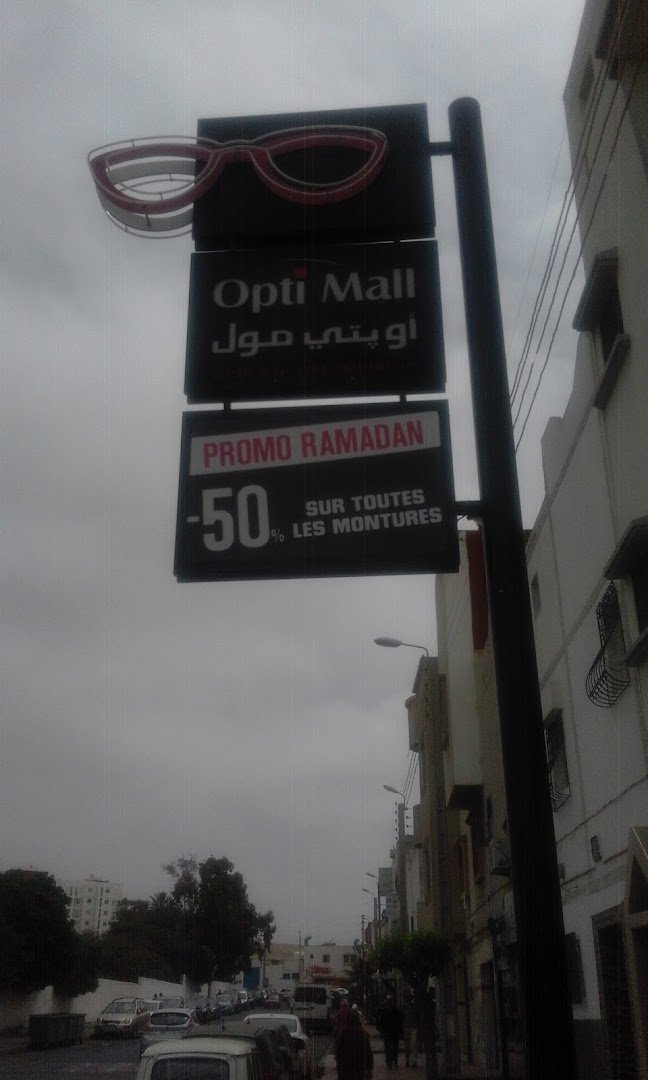 Opti Mall
أوپتي مول
PROMO RAMADAN
-50% SUR TOUTES
LES MONTURES